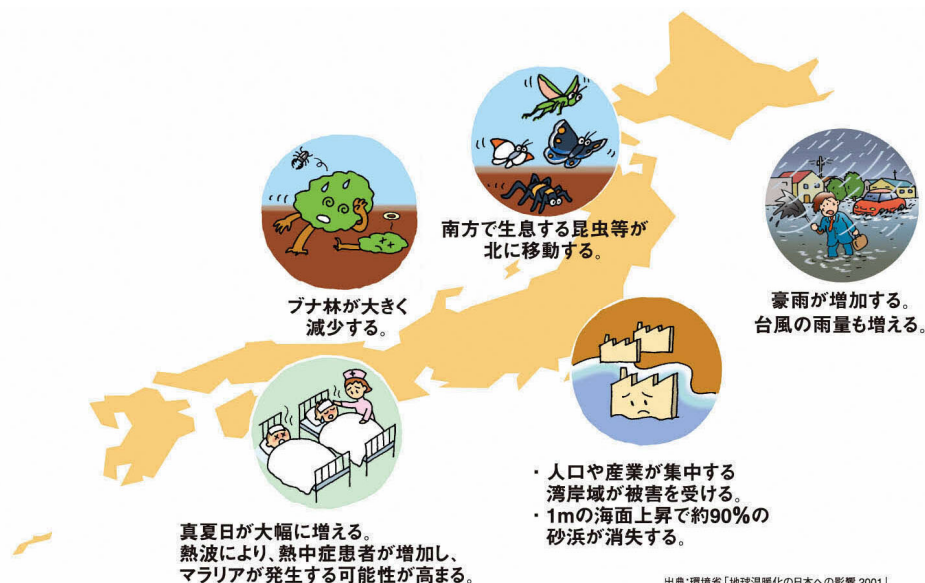 南方で生息する昆虫等が
北に移動する。
ブナ林が大きく
減少する。
豪雨が増加する。
台風の雨量も増える。
・人口や産業が集中する
湾岸域が被害を受ける。
・1mの海面上昇で約90%の
砂浜が消失する。
真夏日が大幅に増える。
熱波により、熱中症患者が増加し、
マラリアが発生する可能性が高まる。
出典:環境省「地球温暖化の日本への影響 2001」